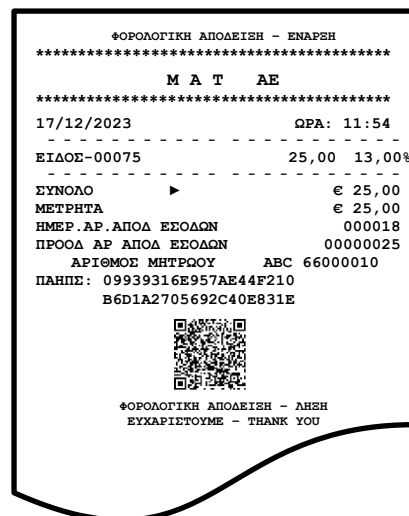 ΦΟΡΟΛΟΓΙΚΗ ΑΠΟΔΕΙΞΗ – ΕΝΑΡΞΗ
******************************************
Μ Α Τ ΑΕ
******************************************
17/12/2023 ΩΡΑ: 11:54
- - - - - - - - - - - - - - - - - - - - - -
ΕΙΔΟΣ-00075 25,00 13,00%
- - - - - - - - - - - - - - - - - - - - - -
ΣΥΝΟΛΟ ► € 25,00
ΜΕΤΡΗΤΑ € 25,00
ΗΜΕΡ.ΑΡ.ΑΠΟΔ ΕΣΟΔΩΝ 000018
ΠΡΟΟΔ ΑΡ ΑΠΟΔ ΕΣΟΔΩΝ 00000025
ΑΡΙΘΜΟΣ ΜΗΤΡΩΟΥ ABC 66000010
ΠΑΗΠΣ: 09939316E957AE44F210
B6D1A2705692C40E831E
ΦΟΡΟΛΟΓΙΚΗ ΑΠΟΔΕΙΞΗ – ΛΗΞΗ
ΕΥΧΑΡΙΣΤΟΥΜΕ – THANK YOU